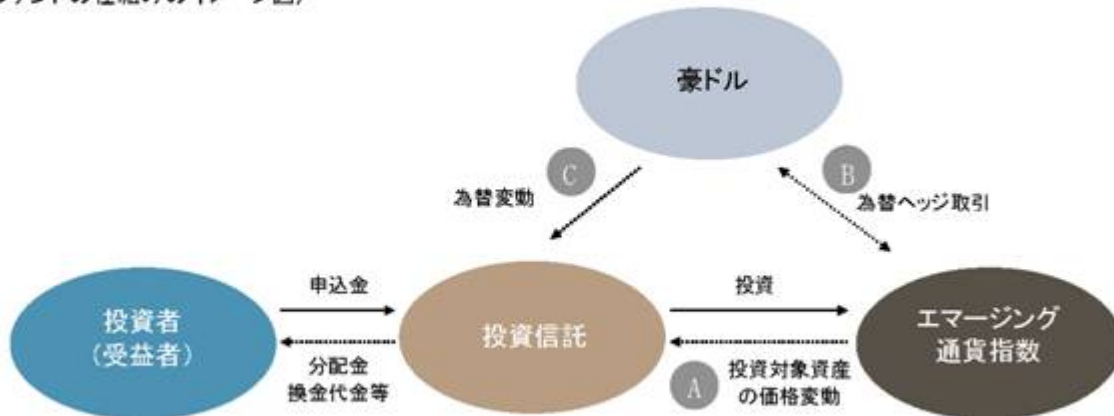 豪ドル
C
B
為替変動
為替ヘッジ取引
申込金
投資
投資者
(受益者)
投資信託
エマージング
通貨指数
分配金
換金代金等
A
投資対象資産
の価格変動